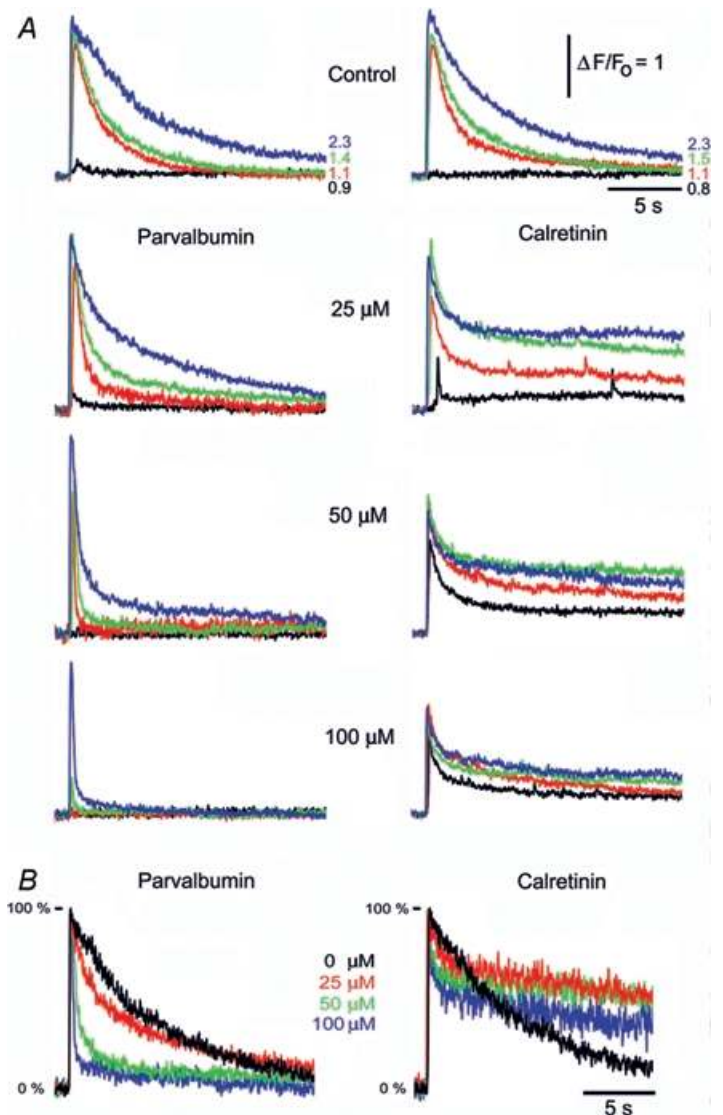 A
Control
ΔF/F₀ = 1
2.3
1.4
1.1
0.9
2.3
1.5
1.1
0.8
5 s
Parvalbumin
Calretinin
25 µM
50 µM
100 µM
B
Parvalbumin
Calretinin
100 %
100 %
0 µM
25 µM
50 µM
100 µM
0 %
0 %
5 s